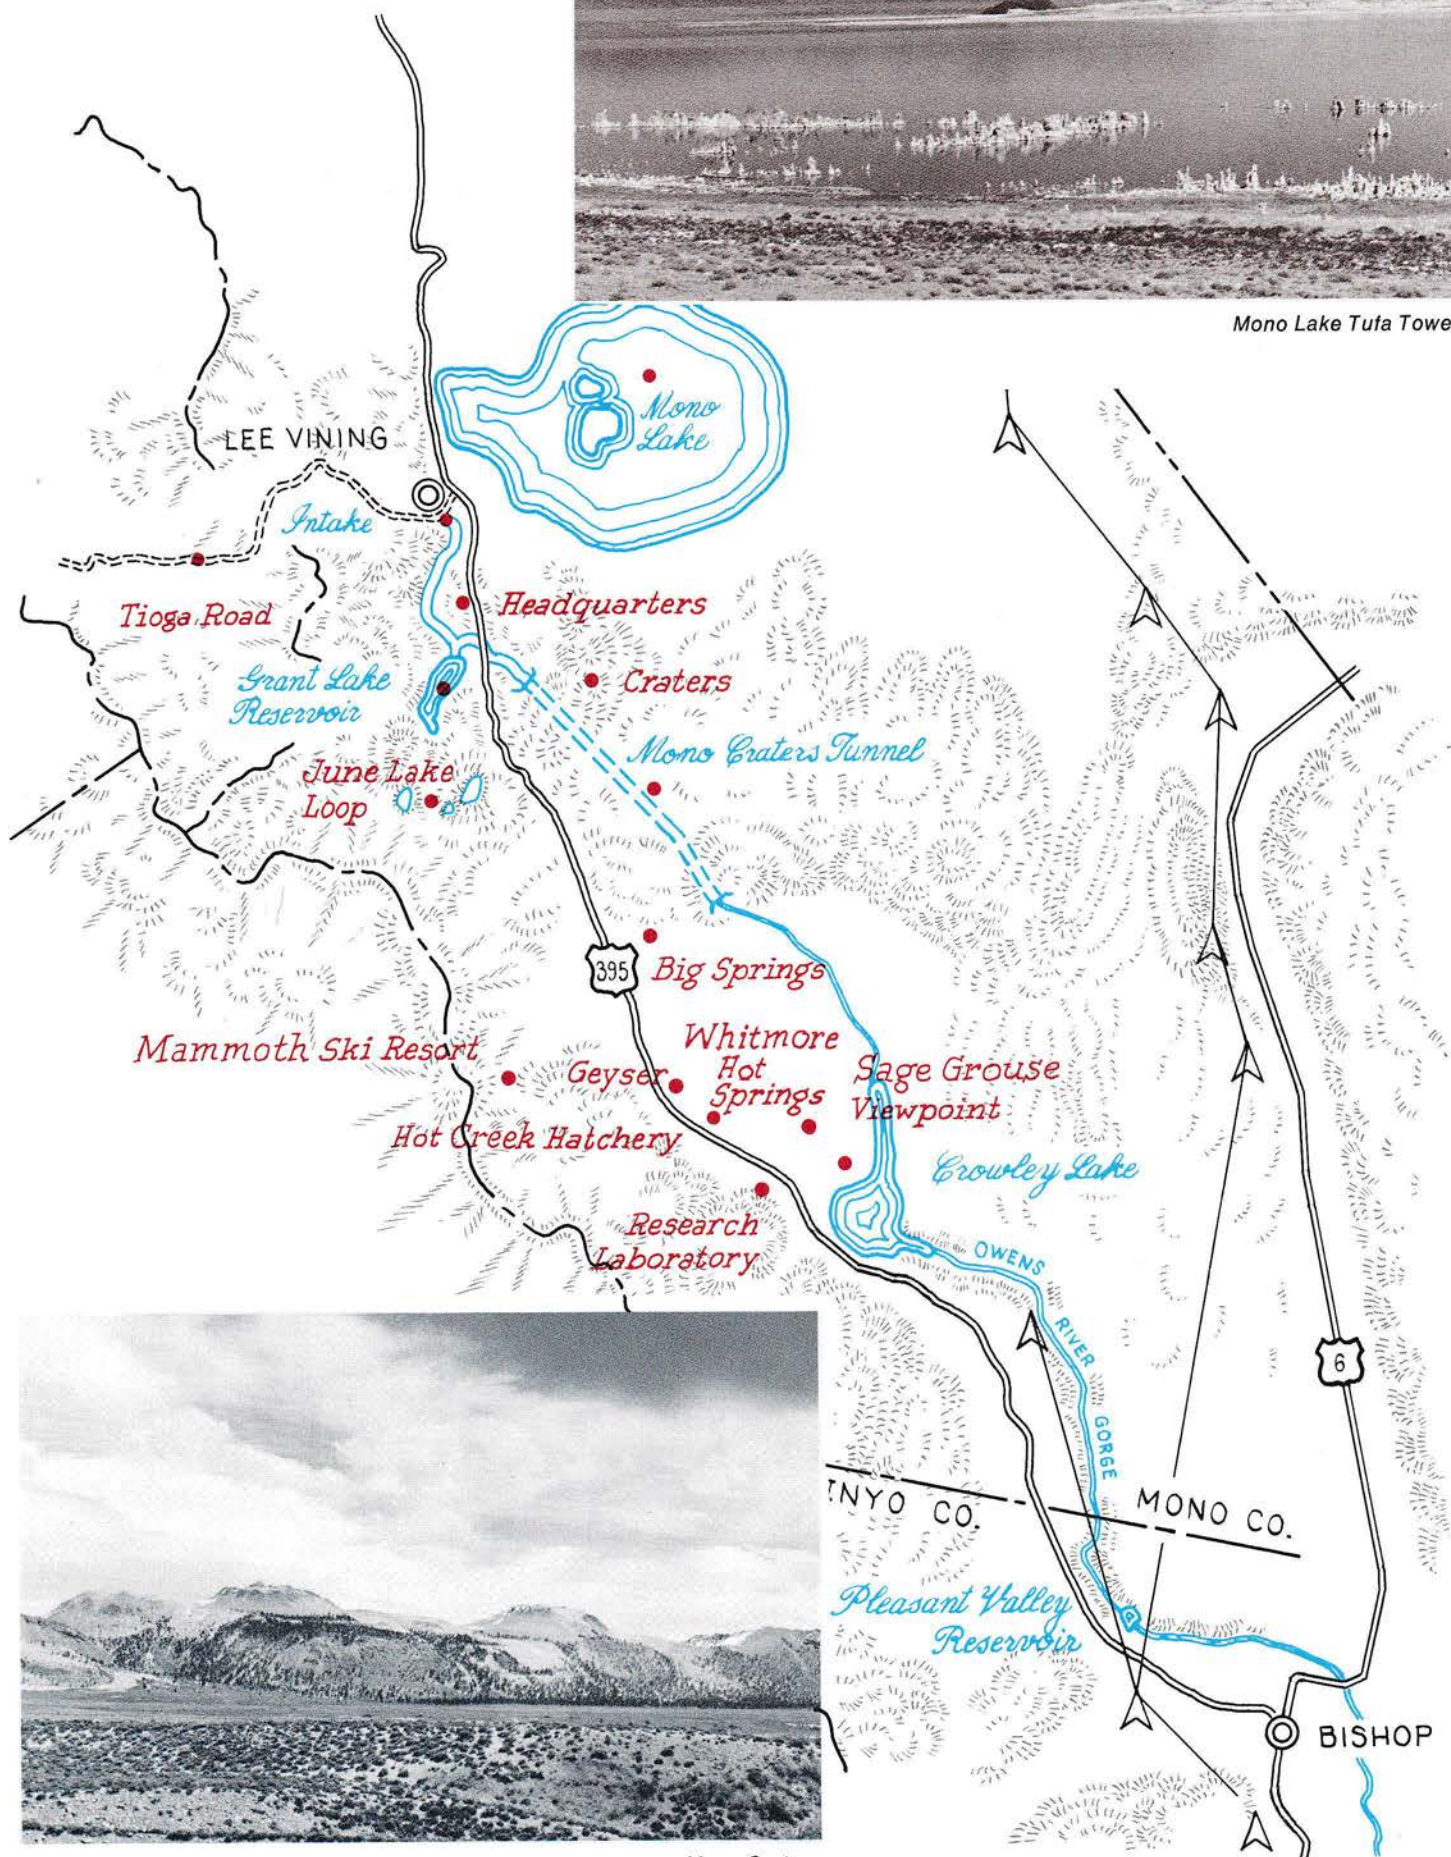 Mono Lake Tufa Towe
Mono
Lake
LEE VINING
Intake
Tioga Road
Headquarters
Grant Lake
Reservoir
Craters
Mono Craters Tunnel
June Lake
Loop
395
Big Springs
Mammoth Ski Resort
Whitmore
Hot
Springs
Geyser
Sage Grouse
Viewpoint
Hot Creek Hatchery
Crowley Lake
Research
Laboratory
OWENS
RIVER
GORGE
6
INYO CO.
MONO CO.
Pleasant Valley
Reservoir
BISHOP